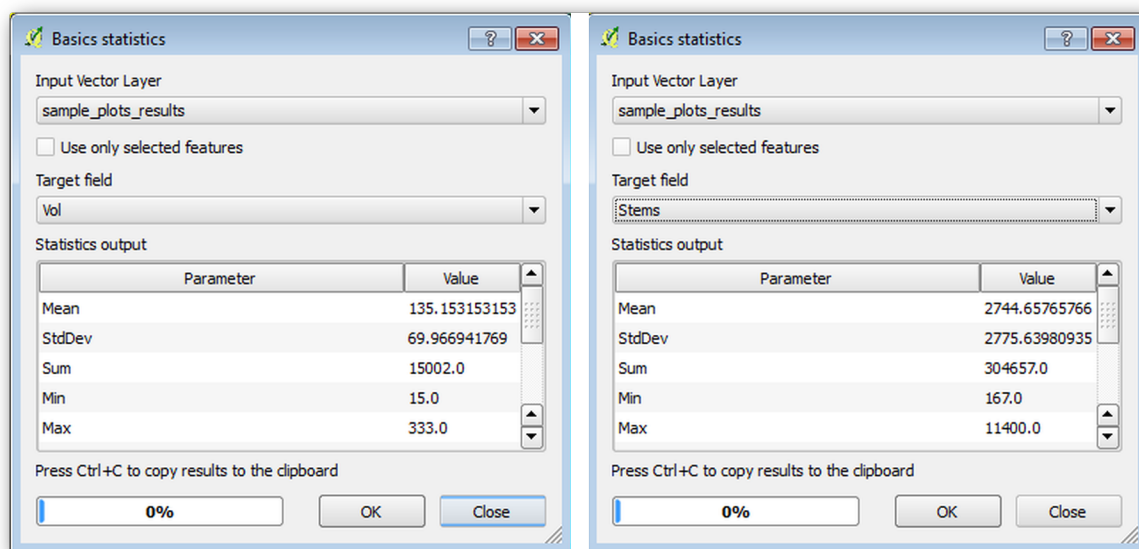 Basics statistics
Input Vector Layer
sample_plots_results
Use only selected features
Target field
Vol
Statistics output
Parameter Value
Mean 135.153153153
StdDev 69.966941769
Sum 15002.0
Min 15.0
Max 333.0
Press Ctrl+C to copy results to the clipboard
0% OK Close
Basics statistics
Input Vector Layer
sample_plots_results
Use only selected features
Target field
Stems
Statistics output
Parameter Value
Mean 2744.65765766
StdDev 2775.63980935
Sum 304657.0
Min 167.0
Max 11400.0
Press Ctrl+C to copy results to the clipboard
0% OK Close